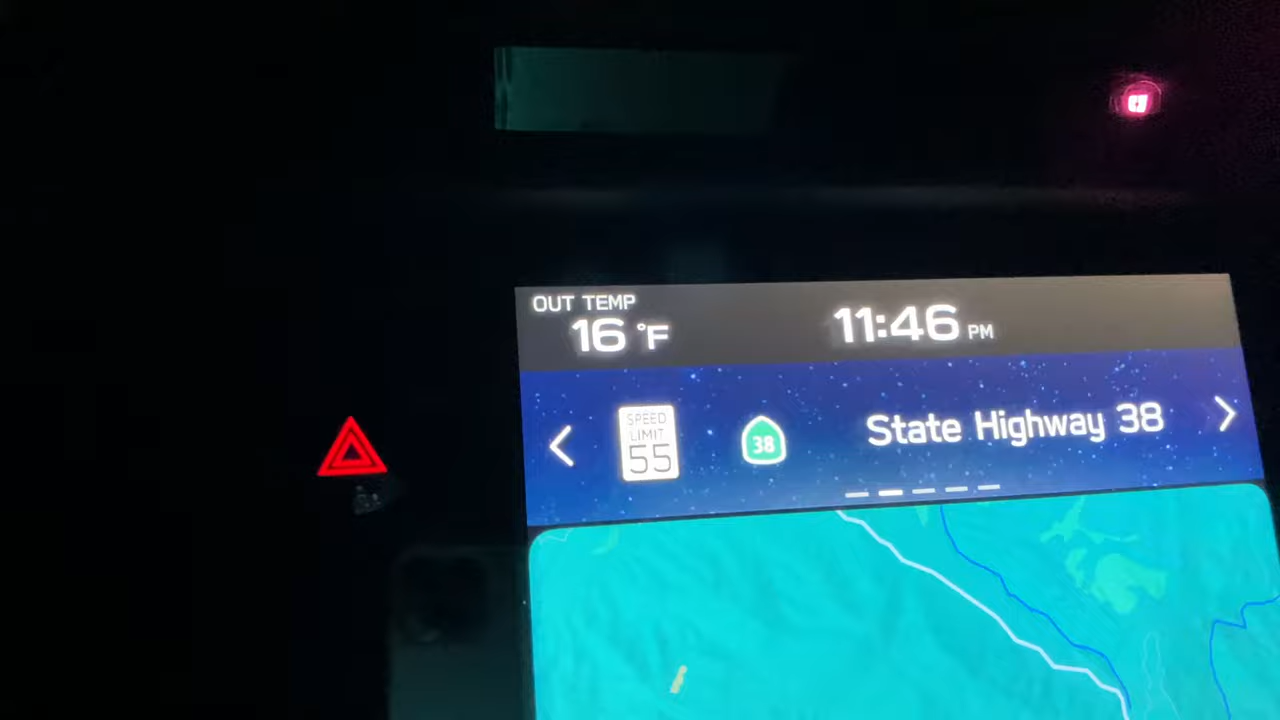 OUT TEMP
16 °F
11:46 PM
SPEED
LIMIT
55
38
State Highway 38